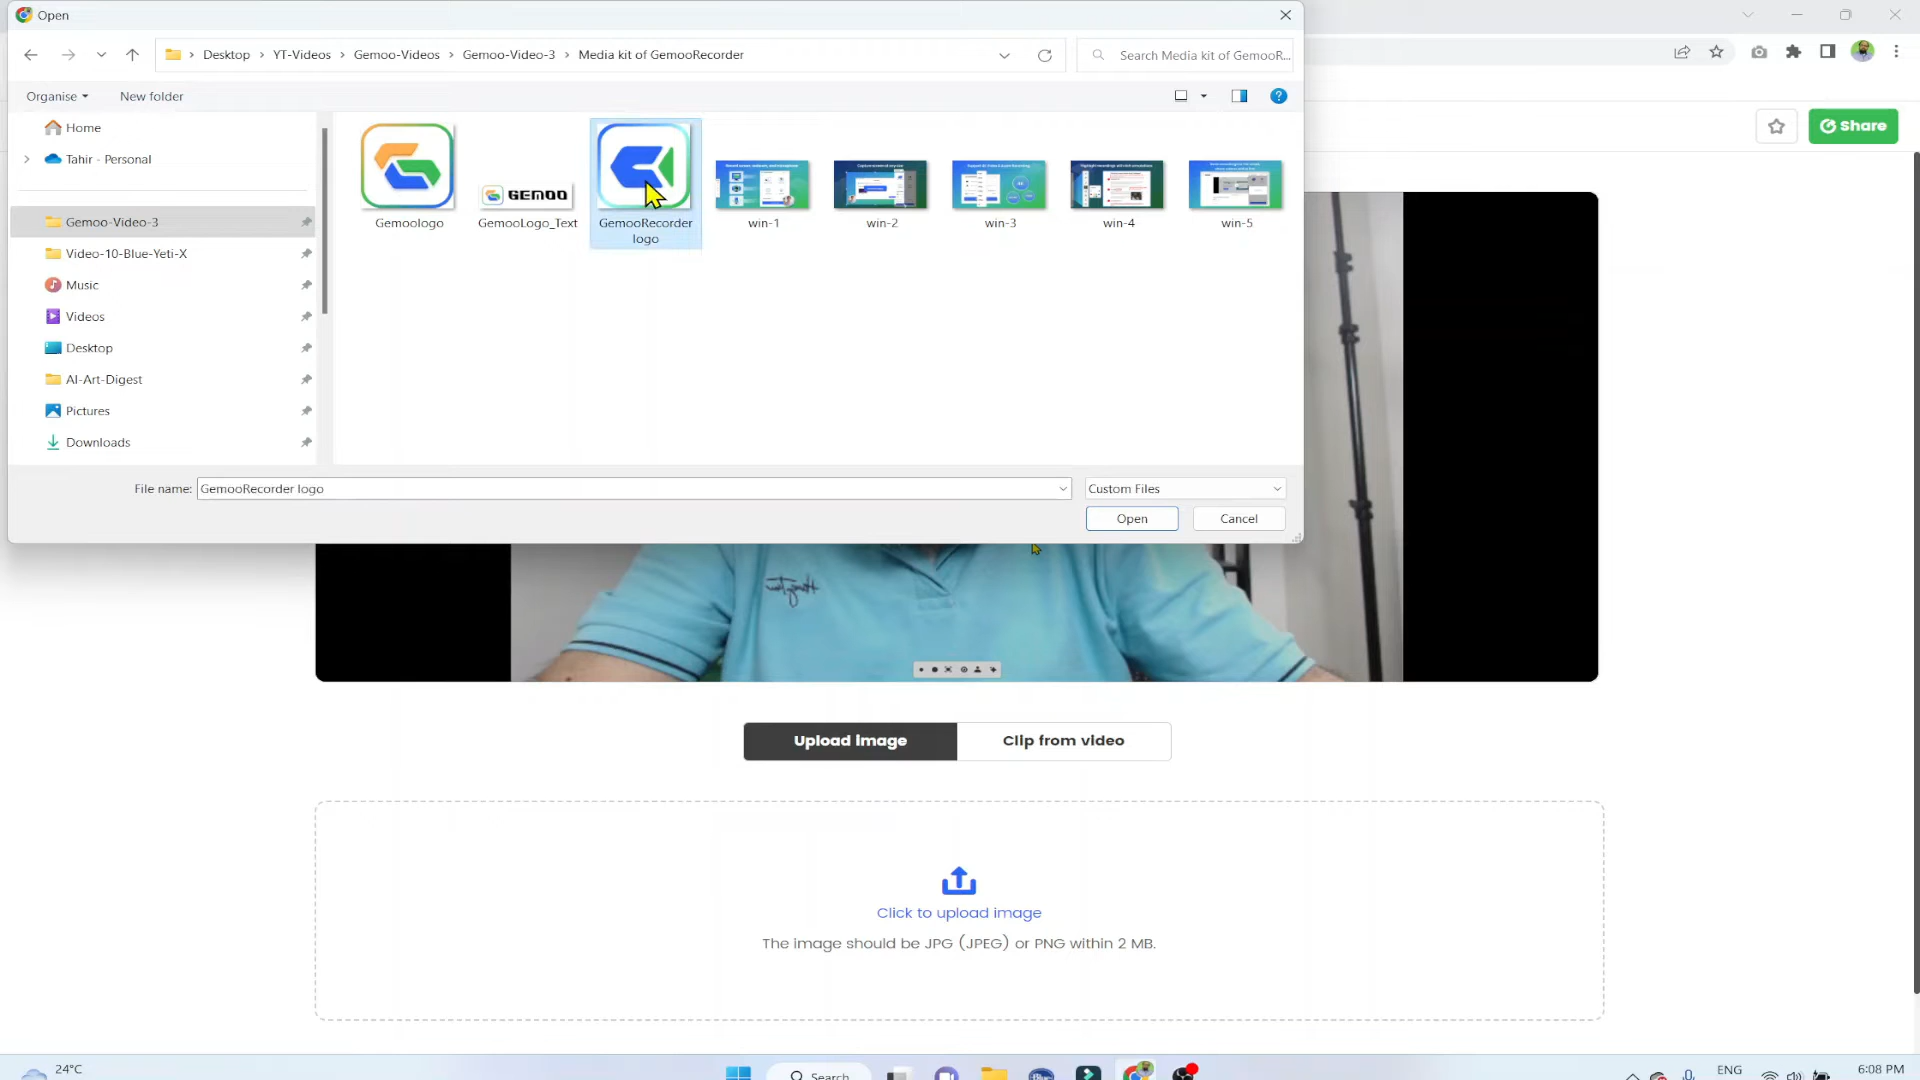 Open
Desktop > YT-Videos > Gemoo-Videos > Gemoo-Video-3 > Media kit of GemooRecorder
Search Media kit of GemooR...
Organise
New folder
Home
Tahir - Personal
Gemoo-Video-3
Video-10-Blue-Yeti-X
Music
Videos
Desktop
AI-Art-Digest
Pictures
Downloads
GEMOO
Gemoologo
GemooLogo_Text
GemooRecorder
logo
win-1
win-2
win-3
win-4
win-5
File name:
GemooRecorder logo
Custom Files
Open
Cancel
Share
Upload image
Clip from video
Click to upload image
The image should be JPG (JPEG) or PNG within 2 MB.
24°C
Search
ENG
6:08 PM